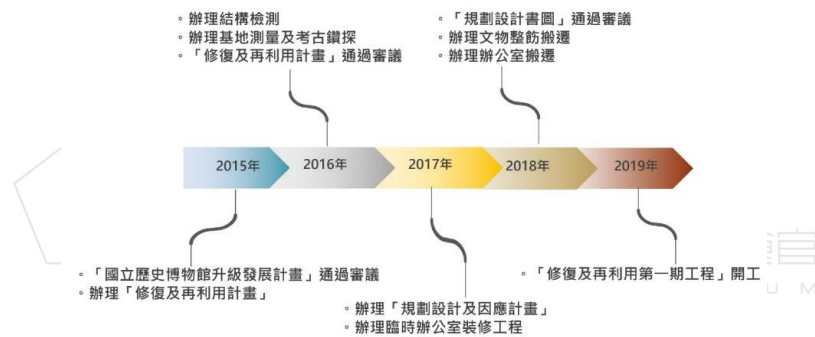 ◦ 辦理結構檢測
◦ 辦理基地測量及考古鑽探
◦ 「修復及再利用計畫」通過審議
◦ 「規劃設計書圖」通過審議
◦ 辦理文物整飭搬遷
◦ 辦理辦公室搬遷
2015年
2016年
2017年
2018年
2019年
◦ 「國立歷史博物館升級發展計畫」通過審議
◦ 辦理「修復及再利用計畫」
◦ 辦理「規劃設計及因應計畫」
◦ 辦理臨時辦公室裝修工程
◦ 「修復及再利用第一期工程」開工
U M